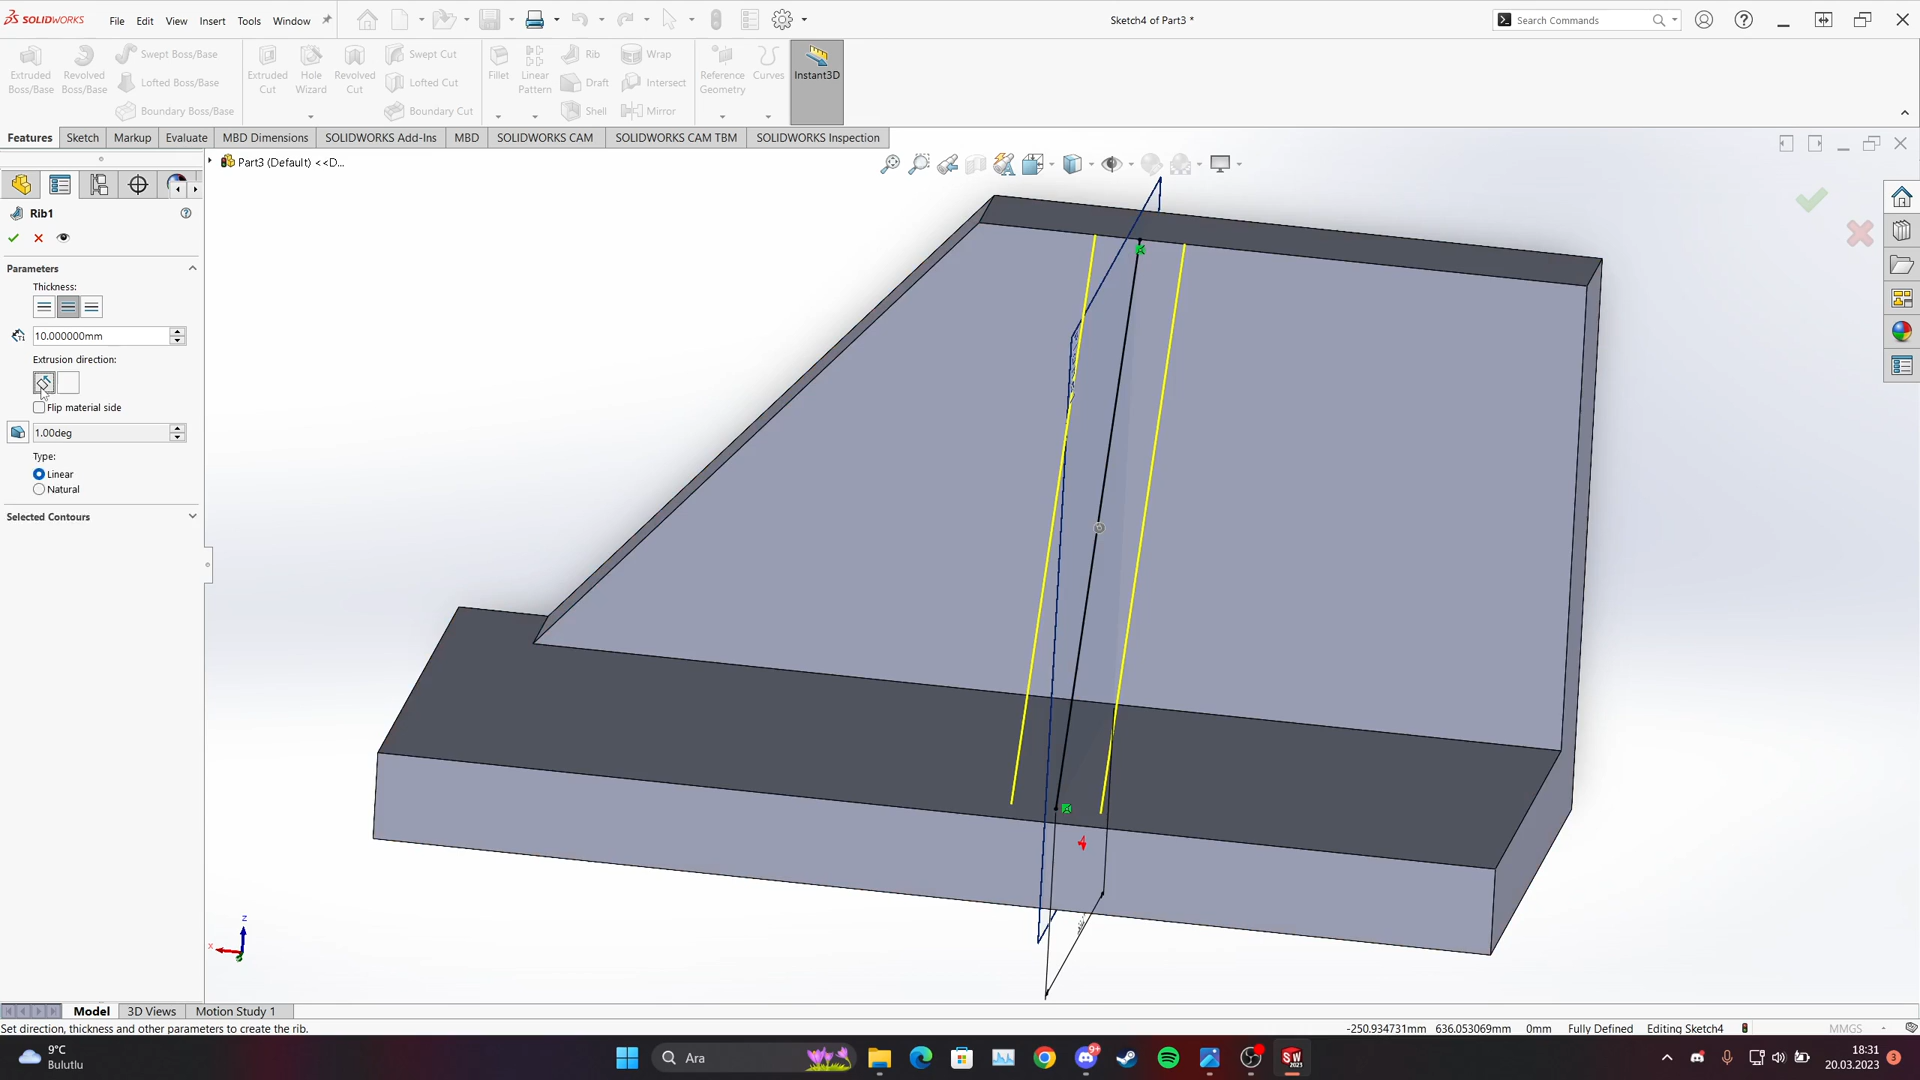 SOLIDWORKS File Edit View Insert Tools Window
Sketch4 of Part3 *
Search Commands
Extruded Boss/Base
Revolved Boss/Base
Swept Boss/Base
Lofted Boss/Base
Boundary Boss/Base
Extruded Cut
Hole Wizard
Revolved Cut
Swept Cut
Lofted Cut
Boundary Cut
Fillet
Linear Pattern
Rib
Draft
Shell
Wrap
Intersect
Mirror
Reference Geometry
Curves
Instant3D
Features Sketch Markup Evaluate MBD Dimensions SOLIDWORKS Add-Ins MBD SOLIDWORKS CAM SOLIDWORKS CAM TBM SOLIDWORKS Inspection
Part3 (Default) <<D...
Rib1
Parameters
Thickness:
10.000000mm
Extrusion direction:
Flip material side
1.00deg
Type:
Linear
Natural
Selected Contours
z
x
Model 3D Views Motion Study 1
Set direction, thickness and other parameters to create the rib.
-250.934731mm 636.053069mm 0mm Fully Defined Editing Sketch4 MMGS
9°C
Bulutlu
Ara
18:31
20.03.2023